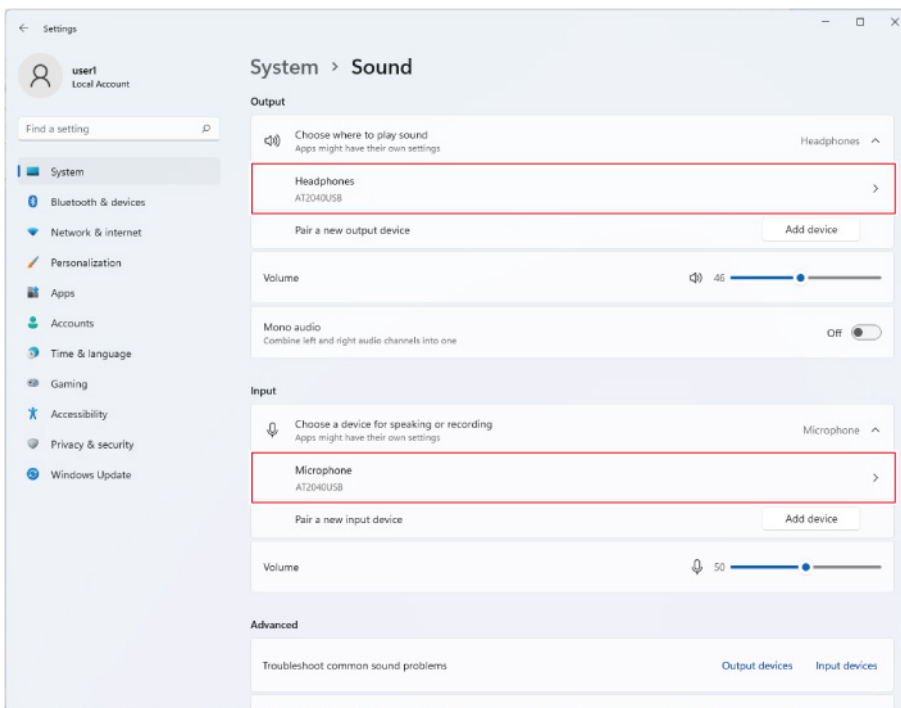 Settings
user1
Local Account
Find a setting
System
Bluetooth & devices
Network & internet
Personalization
Apps
Accounts
Time & language
Gaming
Accessibility
Privacy & security
Windows Update
System > Sound
Output
Choose where to play sound
Apps might have their own settings
Headphones
Headphones
AT2040USB
Pair a new output device
Add device
Volume
46
Mono audio
Combine left and right audio channels into one
Off
Input
Choose a device for speaking or recording
Apps might have their own settings
Microphone
Microphone
AT2040USB
Pair a new input device
Add device
Volume
50
Advanced
Troubleshoot common sound problems
Output devices
Input devices